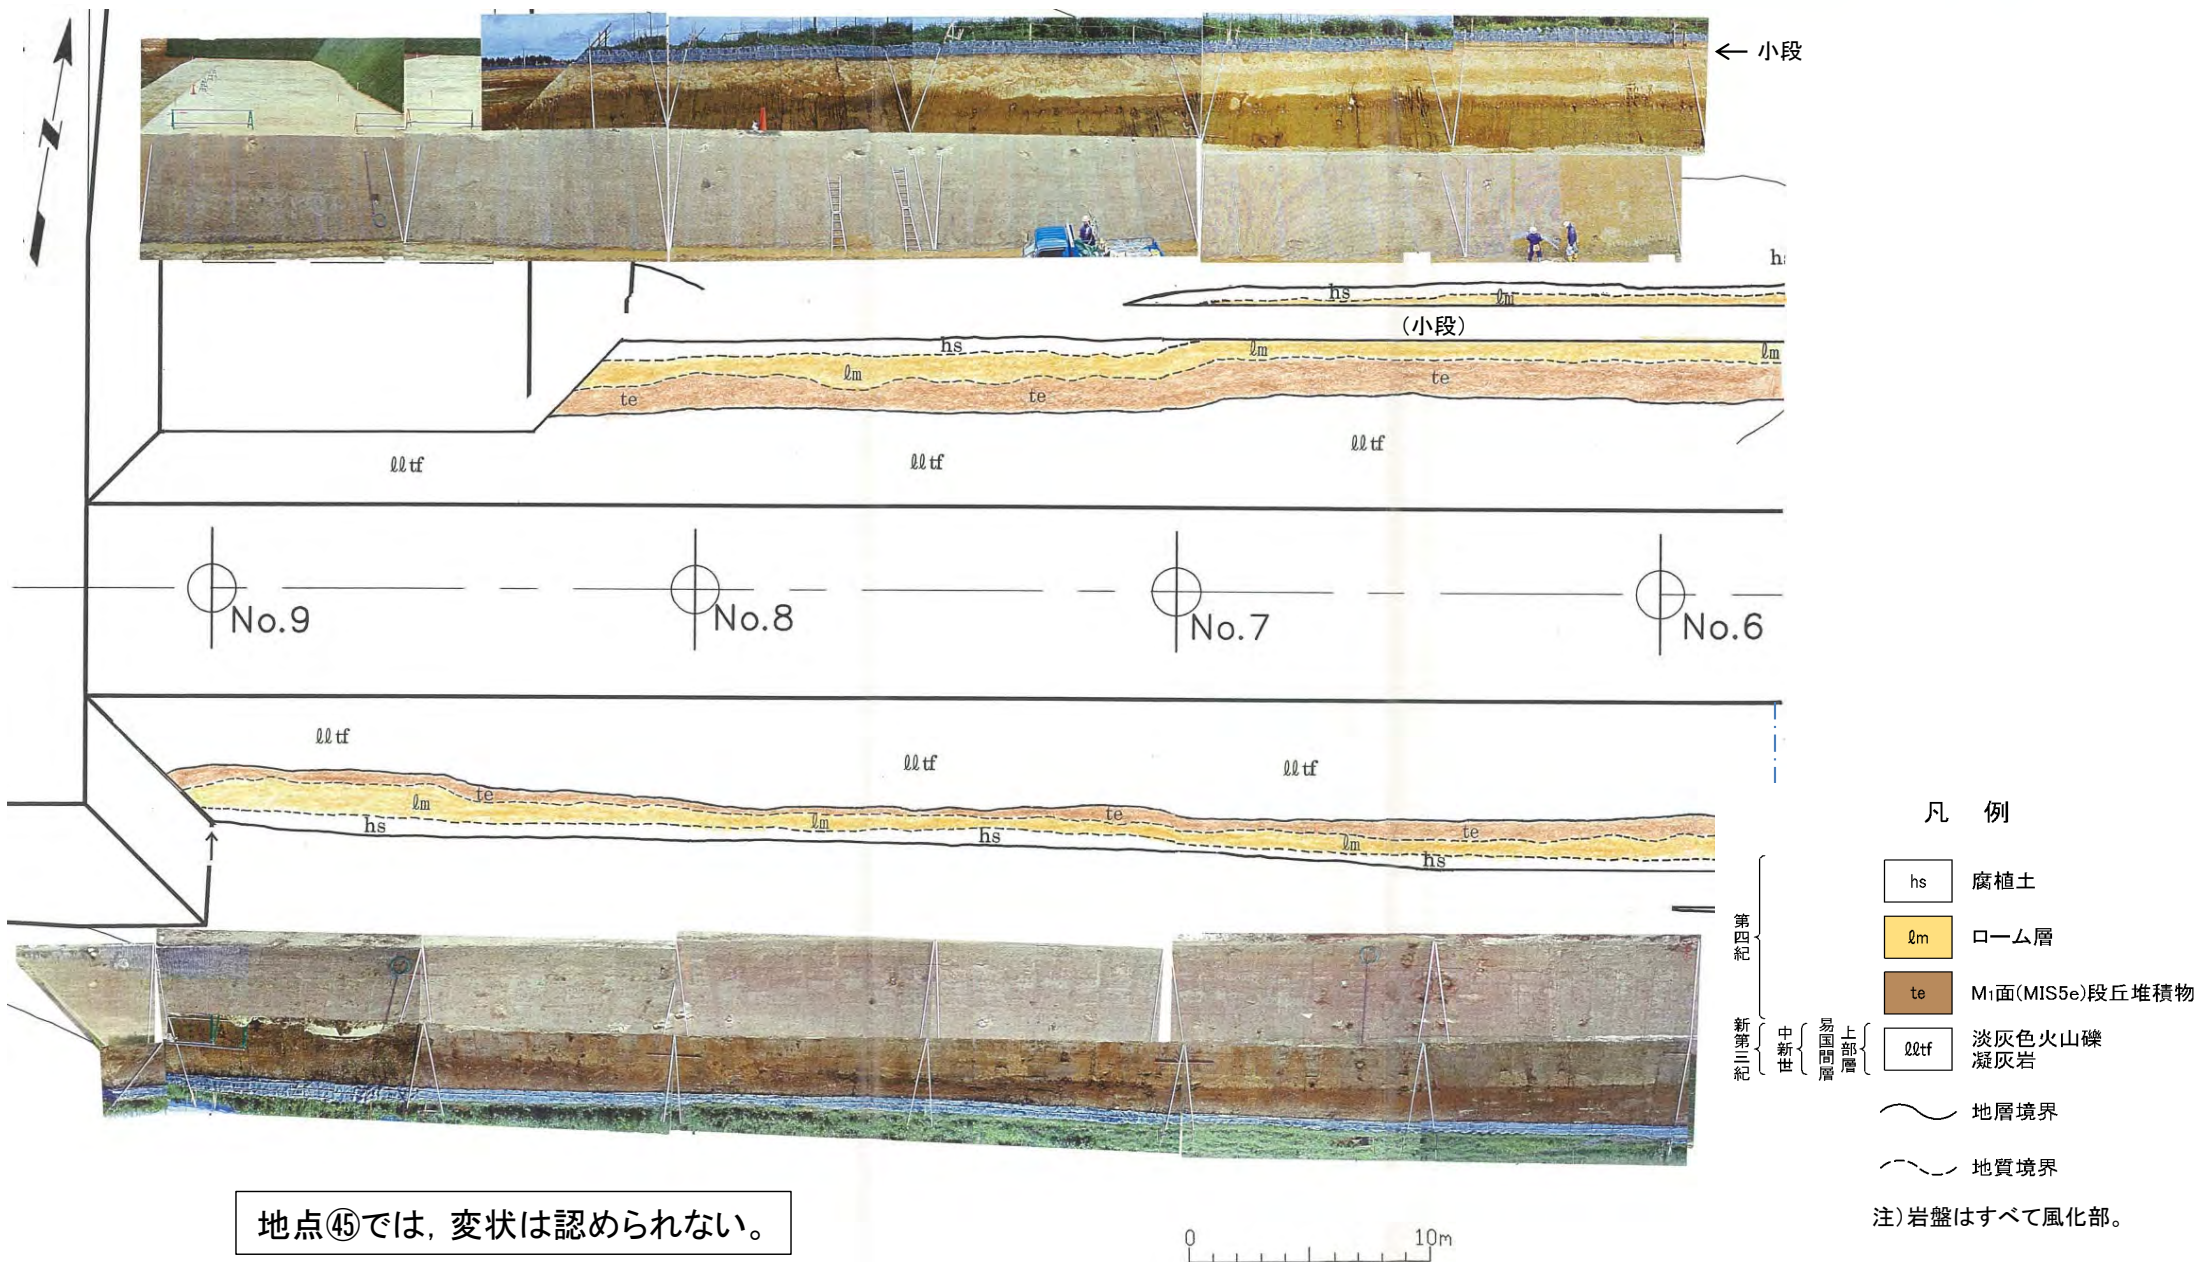 ← 小段
N
hs
hs
ℓm
(小段)
hs
ℓm
ℓm
ℓm
te
te
te
ℓℓtf
ℓℓtf
ℓℓtf
No.9
No.8
No.7
No.6
ℓℓtf
ℓℓtf
ℓℓtf
ℓm
te
hs
ℓm
te
hs
ℓm
te
hs
凡 例
第四紀
hs 腐植土
ℓm ローム層
te M₁面(MIS5e)段丘堆積物
新第三紀
中新世
易国間層
上部層
ℓℓtf 淡灰色火山礫
凝灰岩
地層境界
地質境界
注)岩盤はすべて風化部。
地点㊺では, 変状は認められない。
0 10m